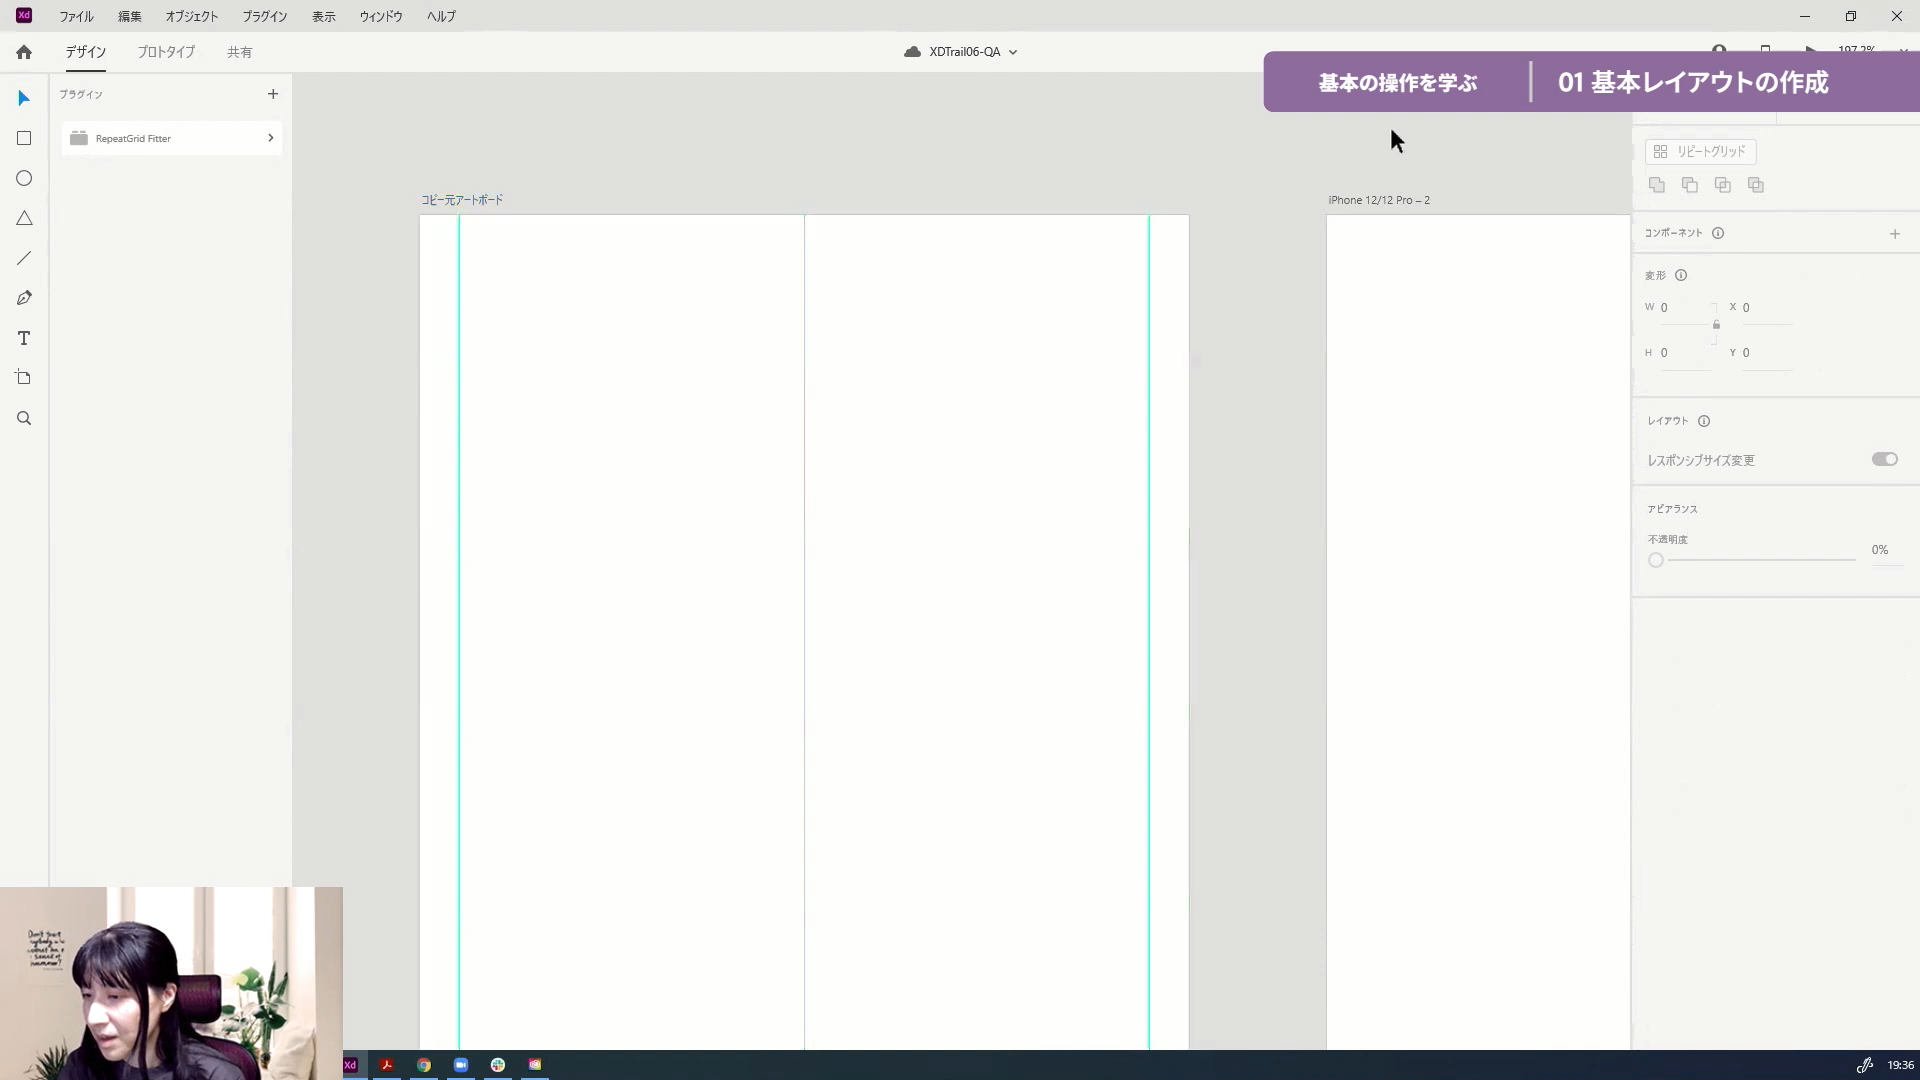 Xd ファイル 編集 オブジェクト プラグイン 表示 ウィンドウ ヘルプ
デザイン プロトタイプ 共有 XDTrail06-QA
基本の操作を学ぶ 01 基本レイアウトの作成
プラグイン
RepeatGrid Fitter
リピートグリッド
コピー元アートボード
iPhone 12/12 Pro – 2
コンポーネント
変形
W 0 X 0
H 0 Y 0
レイアウト
レスポンシブサイズ変更
アピアランス
不透明度
0%
Xd
19:36